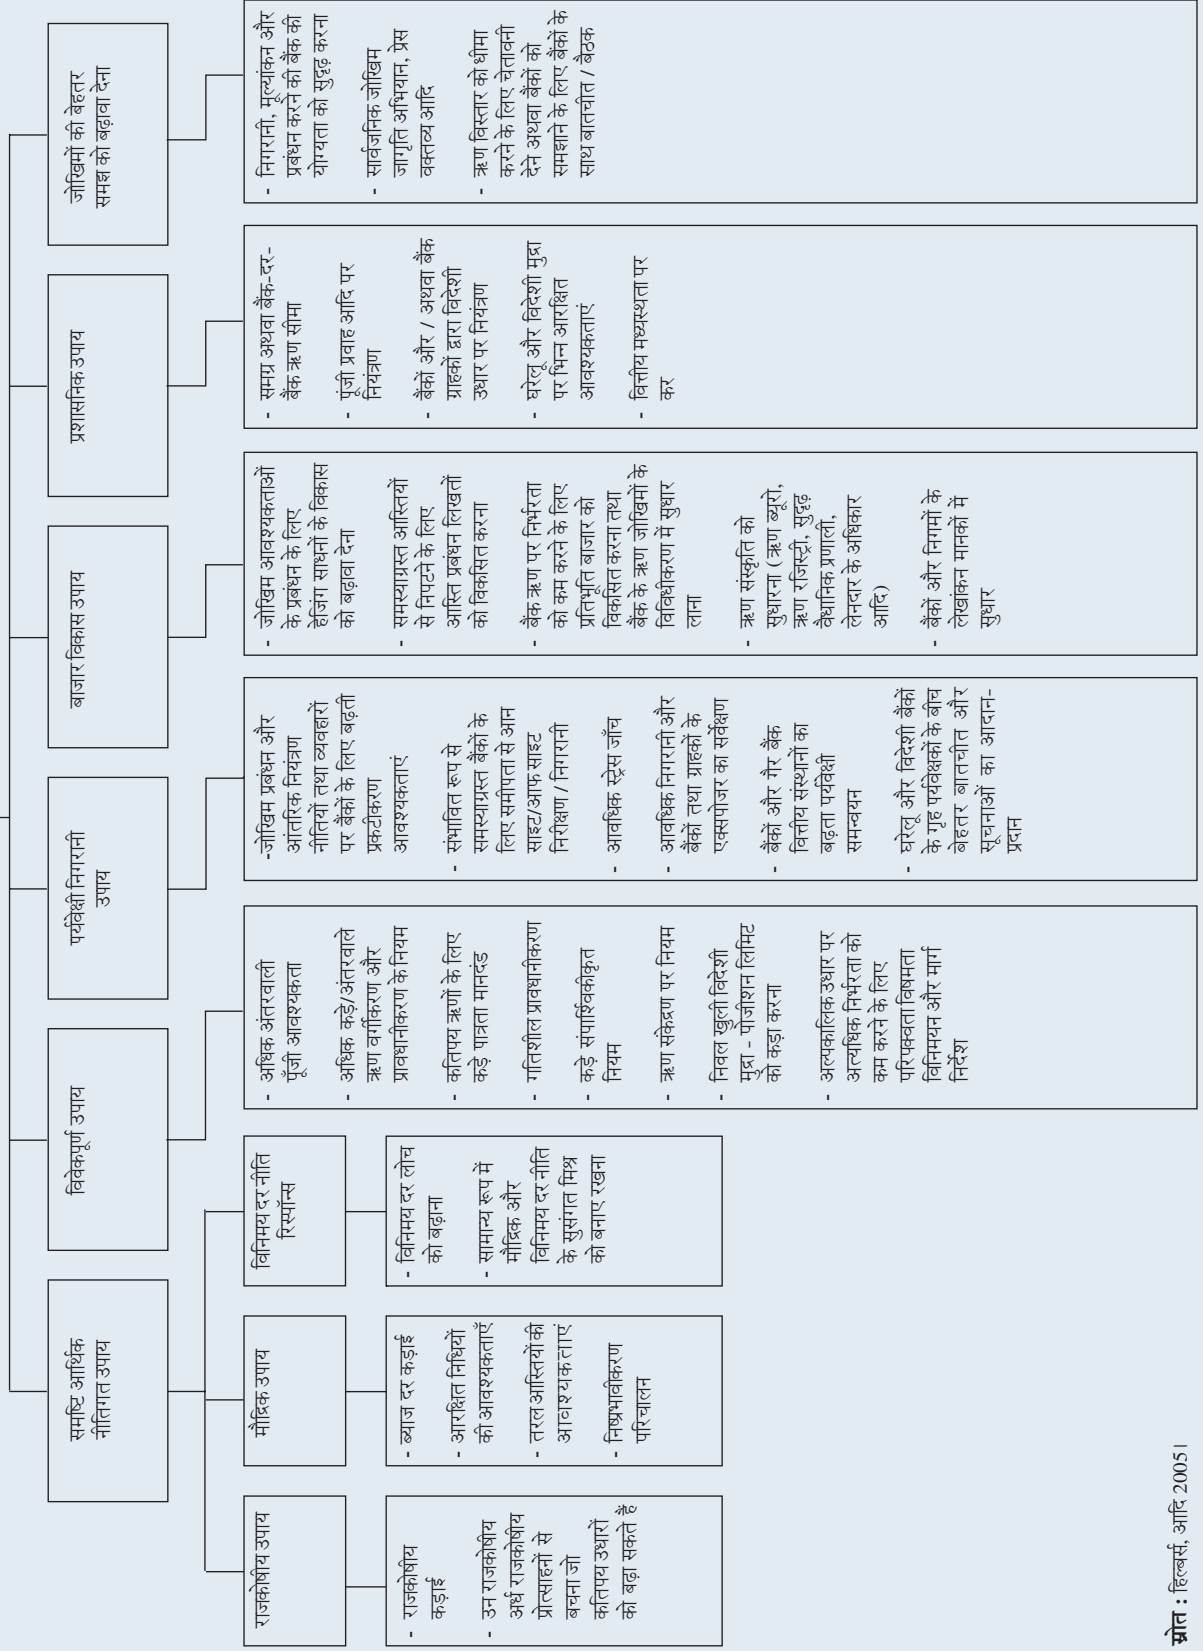 समष्टि आर्थिक
नीतिगत उपाय
विवेकपूर्ण उपाय
पर्यवेक्षी निगरानी
उपाय
बाजार विकास उपाय
प्रशासनिक उपाय
जोखिमों की बेहतर
समझ को बढ़ावा देना
राजकोषीय उपाय
- राजकोषीय
कड़ाई
- उन राजकोषीय
अर्ध राजकोषीय
प्रोत्साहनों से
बचना जो
कतिपय उधारों
को बढ़ा सकते हैं
मौद्रिक उपाय
- ब्याज दर कड़ाई
- आरक्षित निधियों
की आवश्यकताएँ
- तरल आस्तियों की
आवश्यकताएं
- निष्प्रभावीकरण
परिचालन
विनिमय दर नीति
रिस्पॉन्स
- विनिमय दर लोच
को बढ़ाना
- सामान्य रूप में
मौद्रिक और
विनिमय दर नीति
के सुसंगत मिश्र
को बनाए रखना
- अधिक अंतरवाली
पूँजी आवश्यकता
- अधिक कड़े/अंतरवाले
ऋण वर्गीकरण और
प्रावधानीकरण के नियम
- कतिपय ऋणों के लिए
कड़े पात्रता मानदंड
- गतिशील प्रावधानीकरण
- कड़े संपार्श्विकीकृत
नियम
- ऋण संकेद्रण पर नियम
- निवल खुली विदेशी
मुद्रा - पोजीशन लिमिट
को कड़ा करना
- अल्पकालिक उधार पर
अत्यधिक निर्भरता को
कम करने के लिए
परिपक्वता विषमता
विनिमयन और मार्ग
निर्देश
-जोखिम प्रबंधन और
आंतरिक नियंत्रण
नीतियों तथा व्यवहारों
पर बैंकों के लिए बढ़ती
प्रकटीकरण
आवश्यकताएं
- संभावित रूप से
समस्याग्रस्त बैंकों के
लिए समीपता से आन
साइट/आफ साइट
निरीक्षण / निगरानी
- आवधिक स्ट्रेस जाँच
- आवधिक निगरानी और
बैंकों तथा ग्राहकों के
एक्सपोजर का सर्वेक्षण
- बैंकों और गैर बैंक
वित्तीय संस्थानों का
बढ़ता पर्यवेक्षी
समन्वयन
- घरेलू और विदेशी बैंकों
के गृह पर्यवेक्षकों के बीच
बेहतर बातचीत और
सूचनाओं का आदान-
प्रदान
- जोखिम आवश्यकताओं
के प्रबंधन के लिए
हेजिंग साधनों के विकास
को बढ़ावा देना
- समस्याग्रस्त आस्तियों
से निपटने के लिए
आस्ति प्रबंधन लिखतों
को विकसित करना
- बैंक ऋण पर निर्भरता
को कम करने के लिए
प्रतिभूति बाजार को
विकसित करना तथा
बैंक के ऋण जोखिमों के
विविधीकरण में सुधार
लाना
- ऋण संस्कृति को
सुधारना (ऋण ब्यूरो,
ऋण रजिस्ट्री, सुदृढ़
वैधानिक प्रणाली,
लेनदार के अधिकार
आदि)
- बैंकों और निगमों के
लेखांकन मानकों में
सुधार
- समग्र अथवा बैंक-दर-
बैंक ऋण सीमा
- पूंजी प्रवाह आदि पर
नियंत्रण
- बैंकों और / अथवा बैंक
ग्राहकों द्वारा विदेशी
उधार पर नियंत्रण
- घरेलू और विदेशी मुद्रा
पर भिन्न आरक्षित
आवश्यकताएं
- वित्तीय मध्यस्थता पर
कर
- निगरानी, मूल्यांकन और
प्रबंधन करने की बैंक की
योग्यता को सुदृढ़ करना
- सार्वजनिक जोखिम
जागृति अभियान, प्रेस
वक्तव्य आदि
- ऋण विस्तार को धीमा
करने के लिए चेतावनी
देने अथवा बैंकों को
समझाने के लिए बैंकों के
साथ बातचीत / बैठक
स्रोत : हिल्बर्स, आदि 2005।